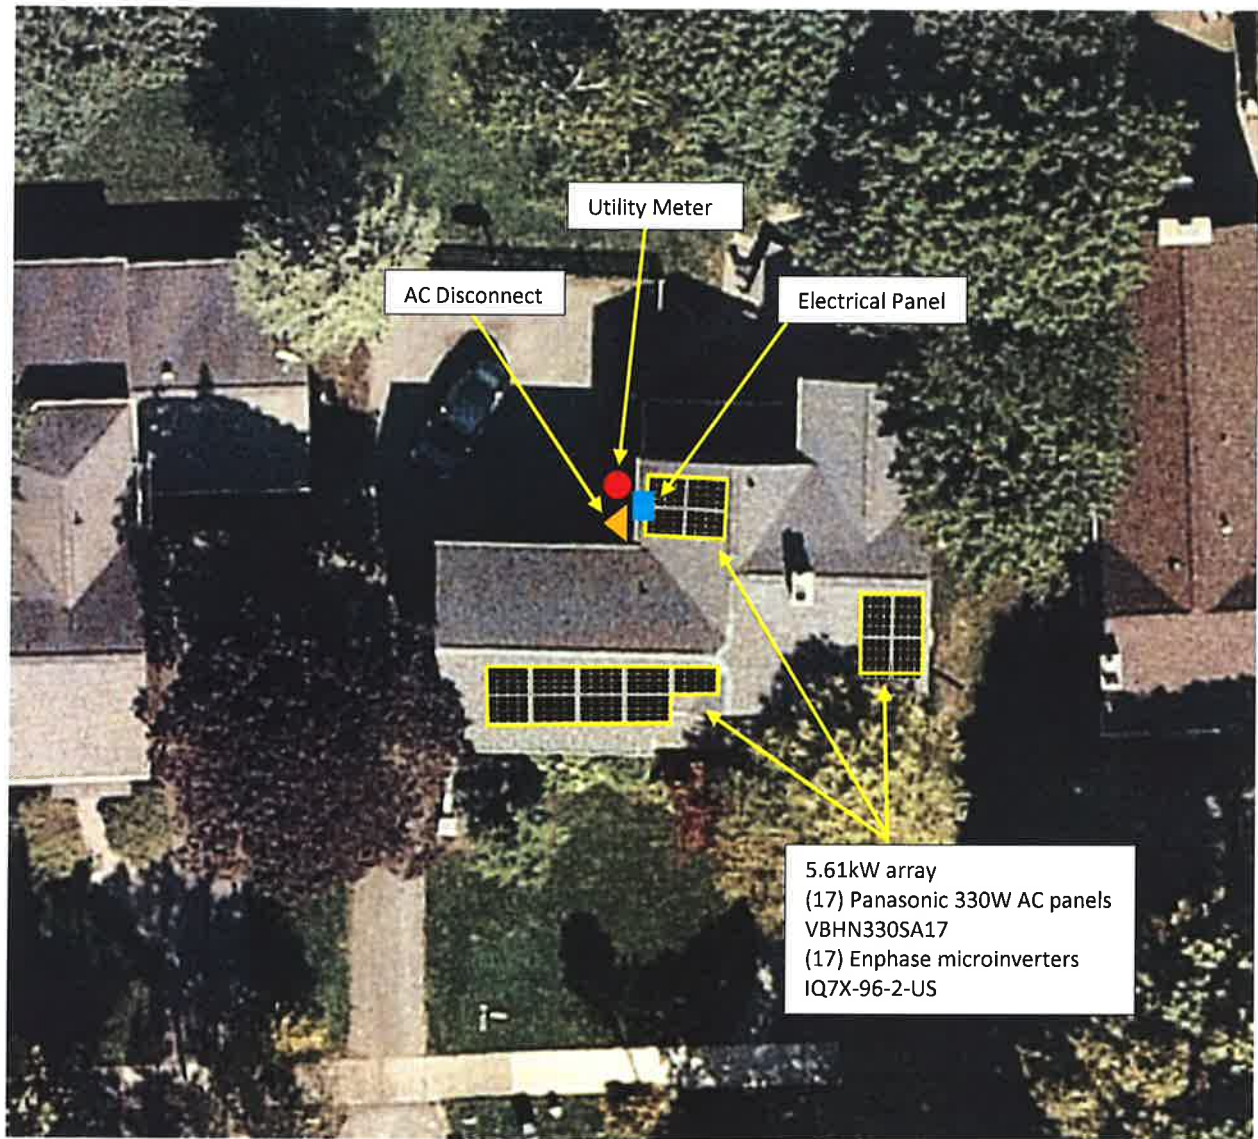 Utility Meter
AC Disconnect
Electrical Panel
5.61kW array
(17) Panasonic 330W AC panels
VBHN330SA17
(17) Enphase microinverters
IQ7X-96-2-US